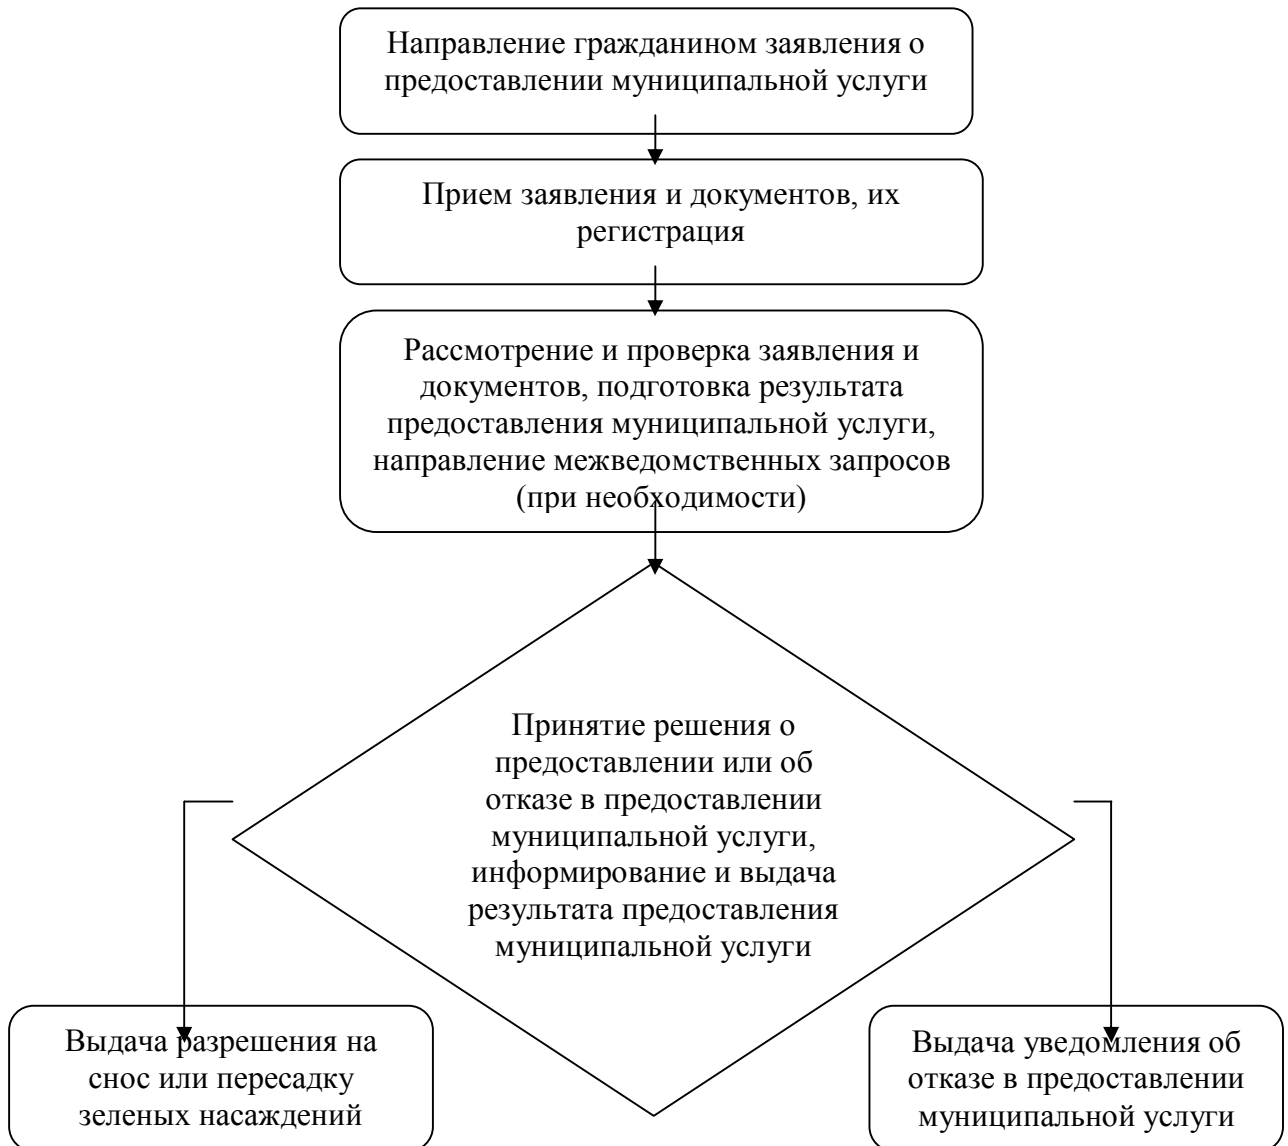 Направление гражданином заявления о
предоставлении муниципальной услуги
Прием заявления и документов, их
регистрация
Рассмотрение и проверка заявления и
документов, подготовка результата
предоставления муниципальной услуги,
направление межведомственных запросов
(при необходимости)
Принятие решения о
предоставлении или об
отказе в предоставлении
муниципальной услуги,
информирование и выдача
результата предоставления
муниципальной услуги
Выдача разрешения на
снос или пересадку
зеленых насаждений
Выдача уведомления об
отказе в предоставлении
муниципальной услуги